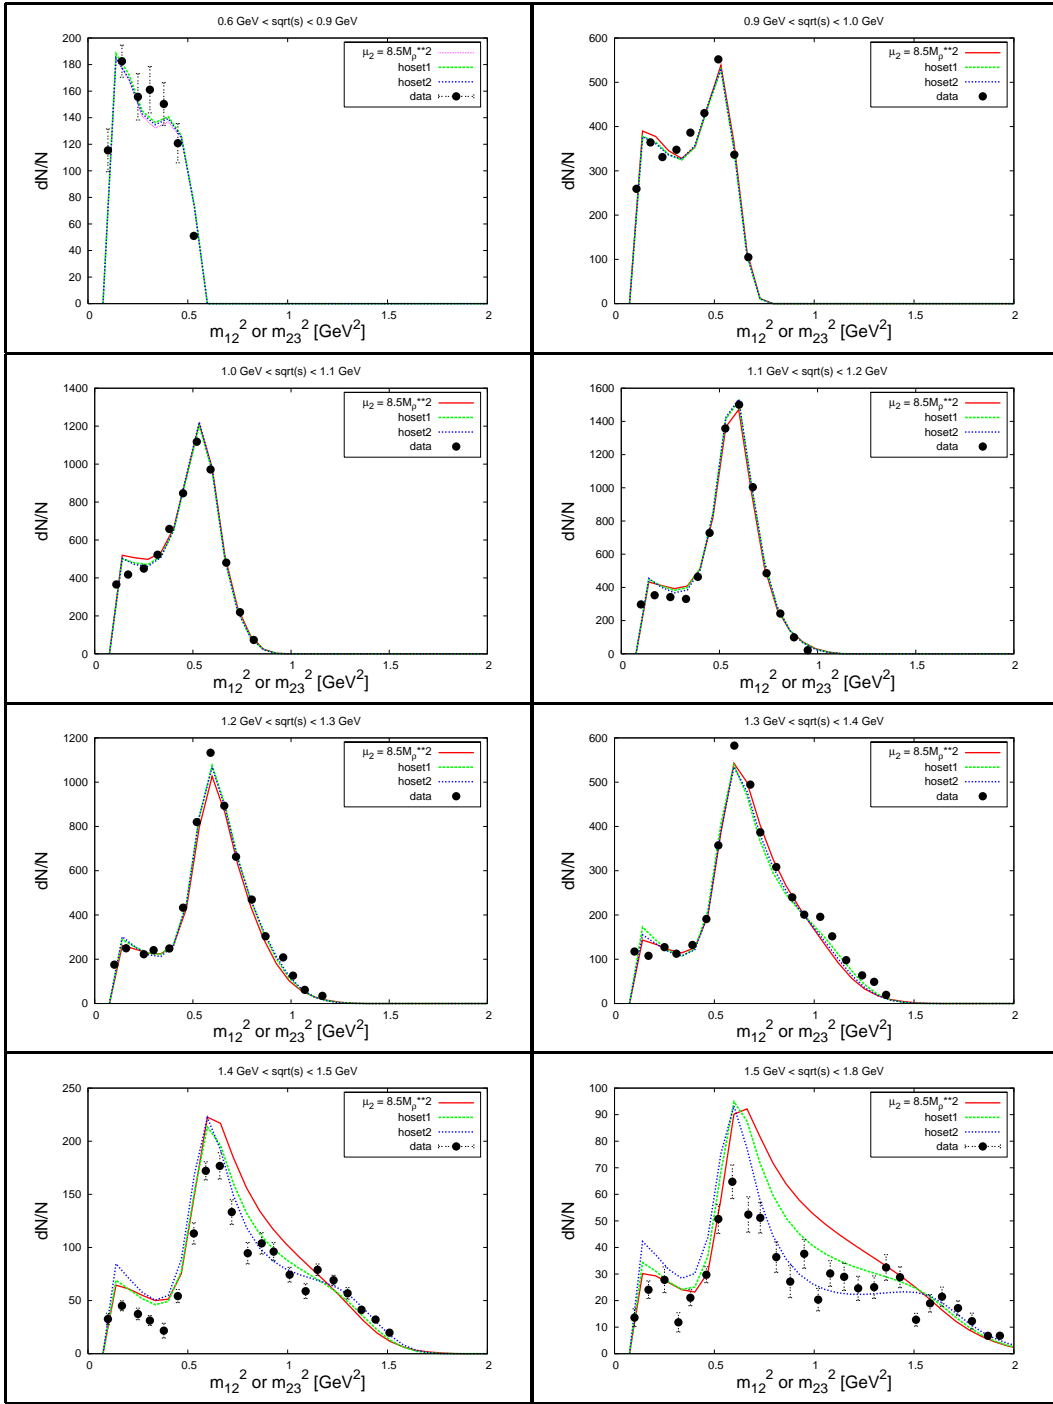 0.6 GeV < sqrt(s) < 0.9 GeV
μ2 = 8.5Mρ**2
hoset1
hoset2
data
dN/N
200
180
160
140
120
100
80
60
40
20
0
0 0.5 1 1.5 2
m12^2 or m23^2 [GeV^2]
0.9 GeV < sqrt(s) < 1.0 GeV
μ2 = 8.5Mρ**2
hoset1
hoset2
data
dN/N
600
500
400
300
200
100
0
0 0.5 1 1.5 2
m12^2 or m23^2 [GeV^2]
1.0 GeV < sqrt(s) < 1.1 GeV
μ2 = 8.5Mρ**2
hoset1
hoset2
data
dN/N
1400
1200
1000
800
600
400
200
0
0 0.5 1 1.5 2
m12^2 or m23^2 [GeV^2]
1.1 GeV < sqrt(s) < 1.2 GeV
μ2 = 8.5Mρ**2
hoset1
hoset2
data
dN/N
1600
1400
1200
1000
800
600
400
200
0
0 0.5 1 1.5 2
m12^2 or m23^2 [GeV^2]
1.2 GeV < sqrt(s) < 1.3 GeV
μ2 = 8.5Mρ**2
hoset1
hoset2
data
dN/N
1200
1000
800
600
400
200
0
0 0.5 1 1.5 2
m12^2 or m23^2 [GeV^2]
1.3 GeV < sqrt(s) < 1.4 GeV
μ2 = 8.5Mρ**2
hoset1
hoset2
data
dN/N
600
500
400
300
200
100
0
0 0.5 1 1.5 2
m12^2 or m23^2 [GeV^2]
1.4 GeV < sqrt(s) < 1.5 GeV
μ2 = 8.5Mρ**2
hoset1
hoset2
data
dN/N
250
200
150
100
50
0
0 0.5 1 1.5 2
m12^2 or m23^2 [GeV^2]
1.5 GeV < sqrt(s) < 1.8 GeV
μ2 = 8.5Mρ**2
hoset1
hoset2
data
dN/N
100
90
80
70
60
50
40
30
20
10
0
0 0.5 1 1.5 2
m12^2 or m23^2 [GeV^2]